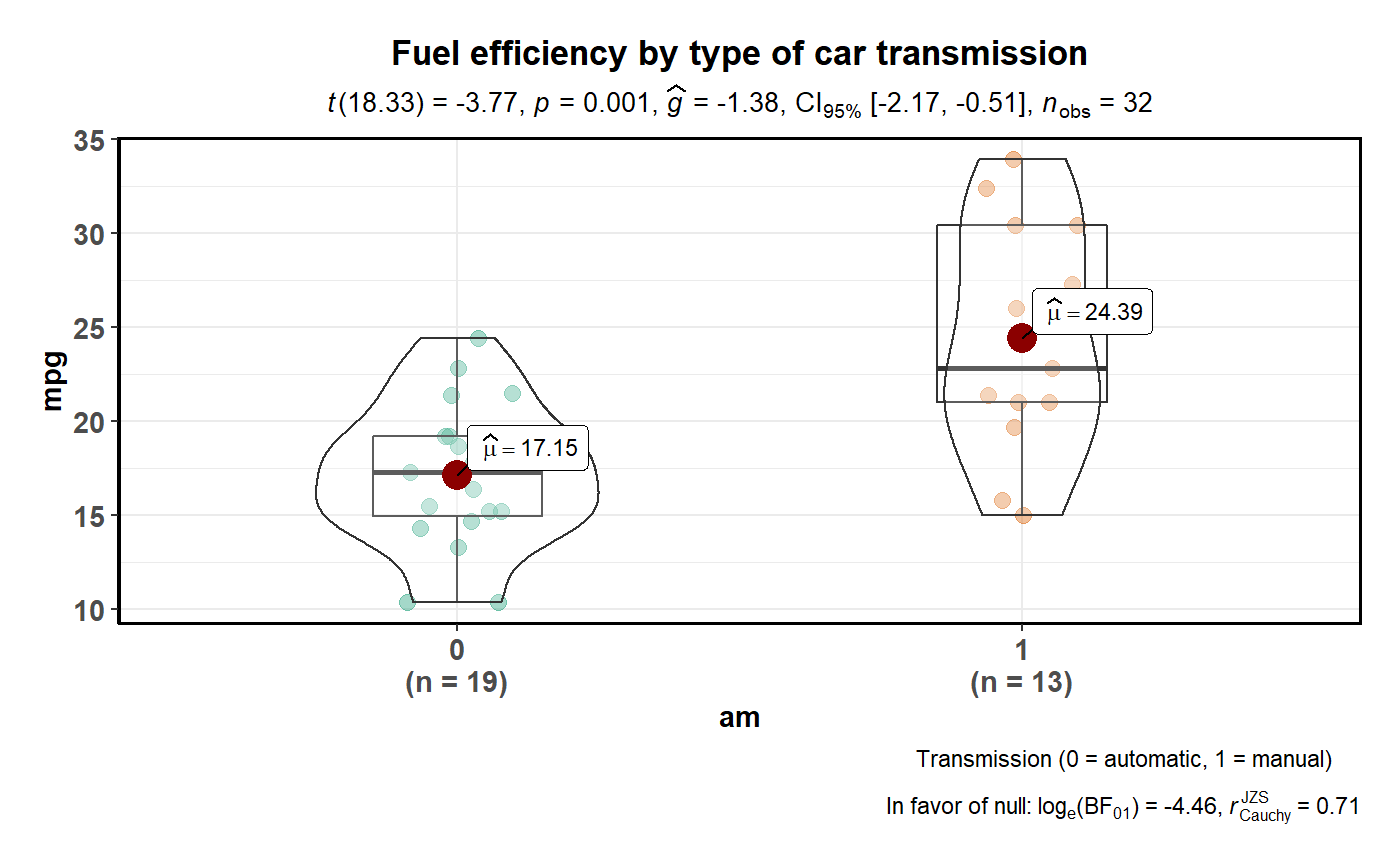 Fuel efficiency by type of car transmission
t(18.33) = -3.77, p = 0.001, ĝ = -1.38, CI95% [-2.17, -0.51], nobs = 32
35
30
25
20
15
10
mpg
μ̂ = 24.39
μ̂ = 17.15
0
(n = 19)
1
(n = 13)
am
Transmission (0 = automatic, 1 = manual)
In favor of null: loge(BF01) = -4.46, rJZSCauchy = 0.71